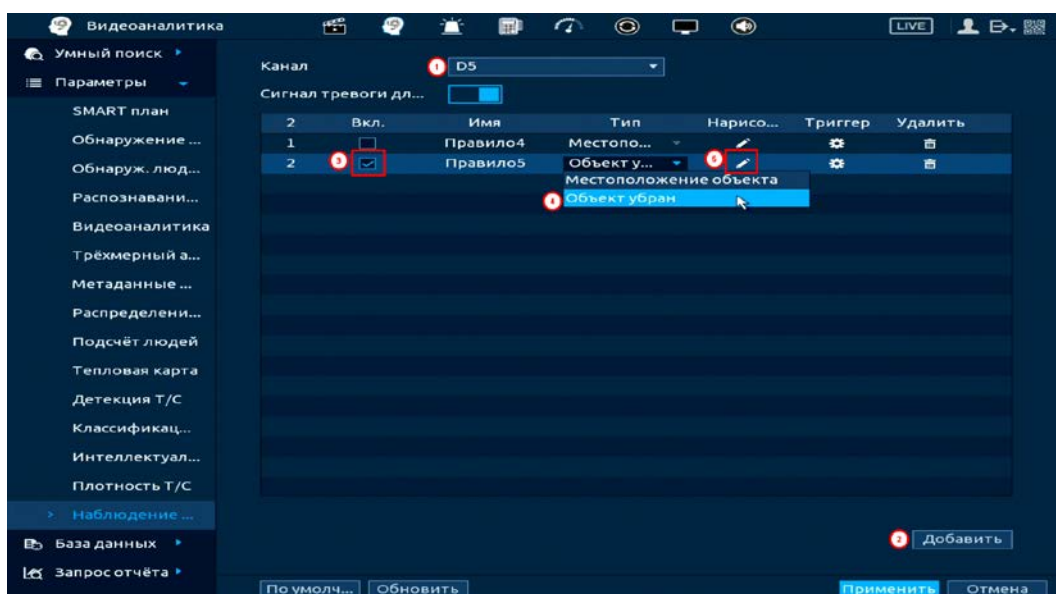 Видеоаналитика LIVE
Умный поиск
Параметры
SMART план
Обнаружение ...
Обнаруж. люд...
Распознавани...
Видеоаналитика
Трёхмерный а...
Метаданные ...
Распределени...
Подсчёт людей
Тепловая карта
Детекция Т/С
Классификац...
Интеллектуал...
Плотность Т/С
Наблюдение ...
База данных
Запрос отчёта
Канал 1 D5
Сигнал тревоги дл...
2 Вкл. Имя Тип Нарисо... Триггер Удалить
1 Правило4 Местопо...
2 3 Правило5 Объект у... 5
Местоположение объекта
4 Объект убран
2 Добавить
По умолч... Обновить Применить Отмена